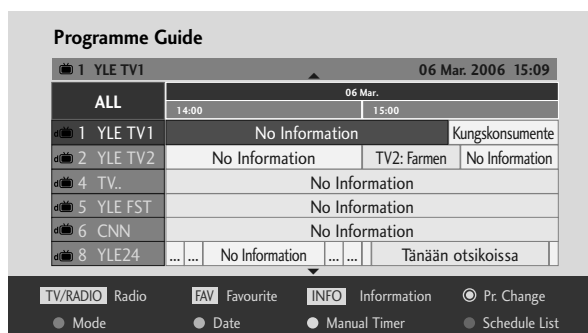 Programme Guide
1 YLE TV1 06 Mar. 2006 15:09
ALL 06 Mar.
14:00 15:00
1 YLE TV1 No Information Kungskonsumente
2 YLE TV2 No Information TV2: Farmen No Information
4 TV.. No Information
5 YLE FST No Information
6 CNN No Information
8 YLE24 ... ... No Information ... ... Tänään otsikoissa
TV/RADIO Radio FAV Favourite INFO Inforrmation Pr. Change
Mode Date Manual Timer Schedule List